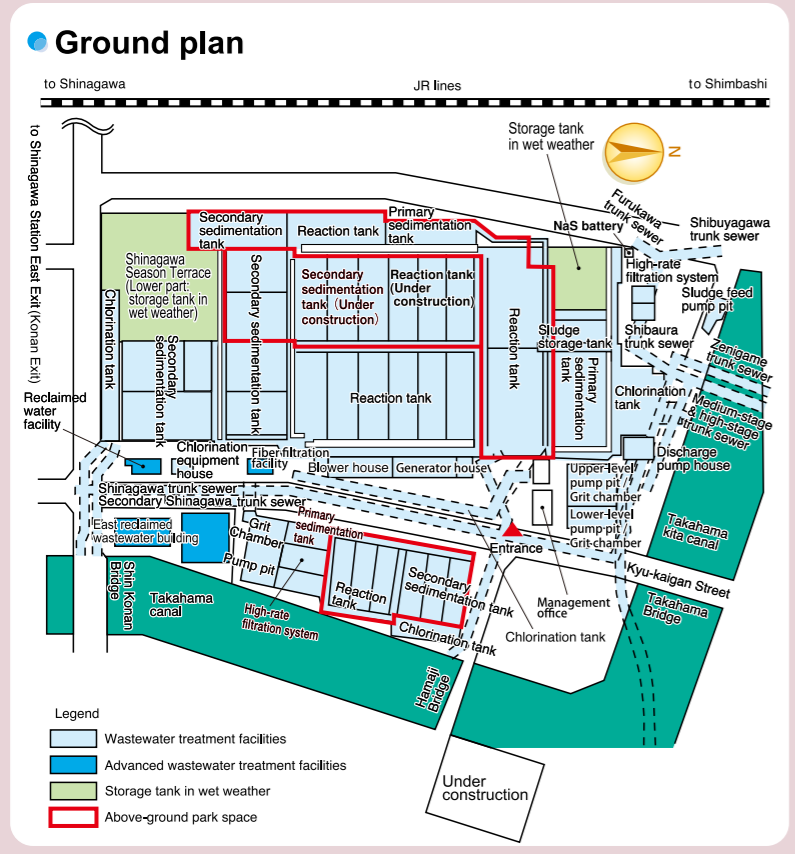 Ground plan
to Shinagawa
JR lines
to Shimbashi
to Shinagawa Station East Exit (Konan Exit)
Storage tank
in wet weather
N
Furukawa
trunk sewer
Shibuyagawa
trunk sewer
NaS battery
Secondary
sedimentation
tank
Reaction tank
Primary
sedimentation
tank
Shinagawa
Season Terrace
(Lower part:
storage tank in
wet weather)
Secondary sedimentation tank
Secondary
sedimentation
tank (Under
construction)
Reaction tank
(Under
construction)
Reaction tank
High-rate
filtration system
Sludge feed
pump pit
Chlorination tank
Secondary
sedimentation tank
Sludge
storage-tank
Shibaura
trunk sewer
Zenigame
trunk sewer
Reaction tank
Primary
sedimentation
tank
Chlorination
tank
Medium-stage
& high-stage
trunk sewer
Reclaimed
water
facility
Chlorination
equipment
house
Fiber filtration
facility
Blower house
Generator house
Discharge
pump house
Upper-level
pump pit /
Grit chamber
Lower-level
pump-pit /
Grit-chamber
Shinagawa trunk sewer
Secondary Shinagawa trunk sewer
East reclaimed
wastewater building
Grit
Chamber
Pump pit
Primary
sedimentation
tank
Entrance
Takahama
kita canal
Kyu-kaigan Street
Shin Konan
Bridge
Takahama
canal
High-rate
filtration system
Reaction
tank
Secondary
sedimentation tank
Chlorination tank
Management
office
Chlorination tank
Takahama
Bridge
Hamaji
Bridge
Under
construction
Legend
Wastewater treatment facilities
Advanced wastewater treatment facilities
Storage tank in wet weather
Above-ground park space